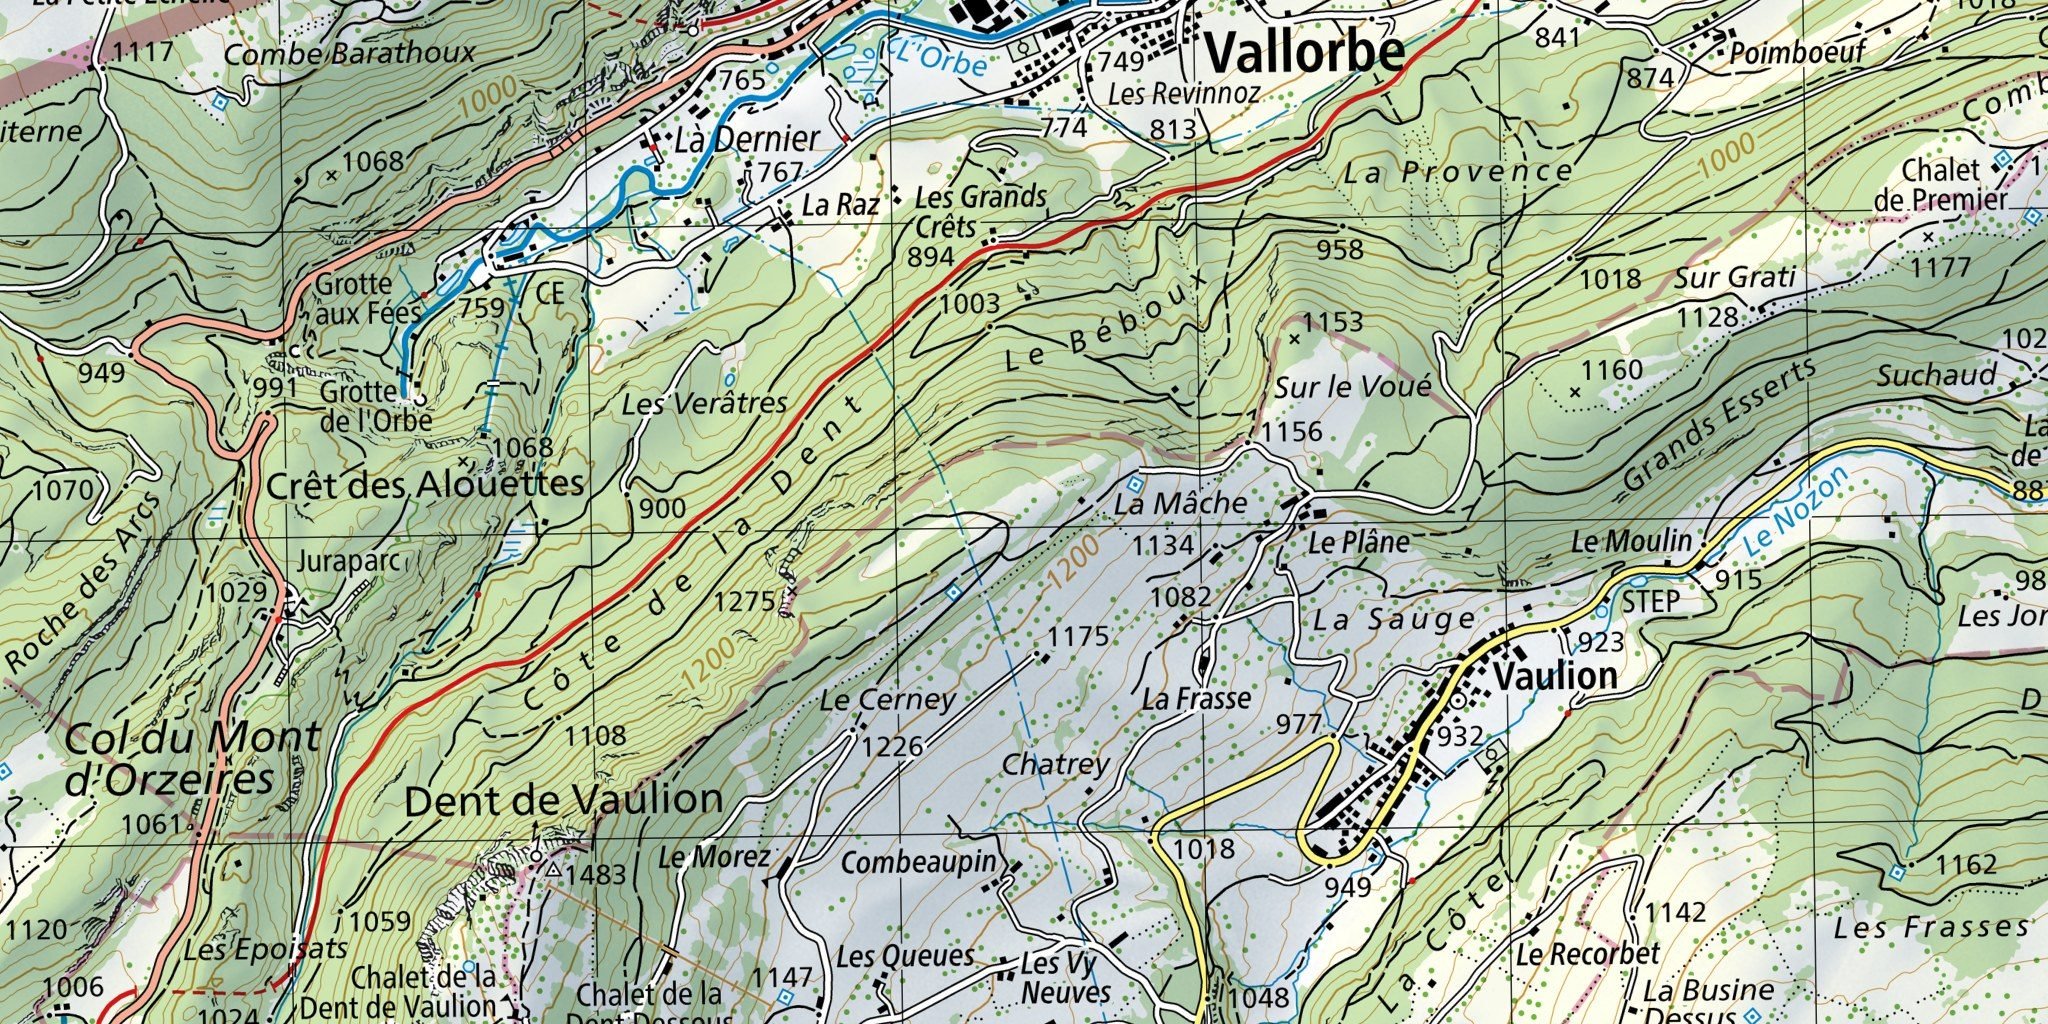 1117
Combe Barathoux
1000
765
L'Orbe
749
Vallorbe
Les Revinnoz
841
874
Poimboeuf
1018
iterne
1068
La Dernier
767
774
813
La Raz
Les Grands
Crêts
894
La Provence
1000
Chalet
de Premier
958
1018
Sur Grati
1128
1177
Grotte
aux Fées
759
CE
1003
Le Béboux
1153
1160
Suchaud
949
991
Grotte
de l'Orbe
Les Verâtres
Sur le Voué
1156
Grands Esserts
1070
1068
Crêt des Alouettes
900
Côte de la Dent
La Mâche
1134
Le Plâne
Le Moulin
Le Nozon
915
Roche des Arcs
Juraparc
1029
1275
1200
1200
1082
La Sauge
STEP
923
1175
Vaulion
932
Le Cerney
1226
La Frasse
977
Col du Mont
d'Orzeires
1061
1108
Dent de Vaulion
1483
Chatrey
Le Morez
Combeaupin
1018
949
1162
1120
Les Epoisats
1059
Chalet de la
Dent de Vaulion
1006
1024
Chalet de la
Dent Dessous
1147
Les Queues
Les Vy
Neuves
1048
La Côte
Le Recorbet
1142
Les Frasses
La Busine
Dessus